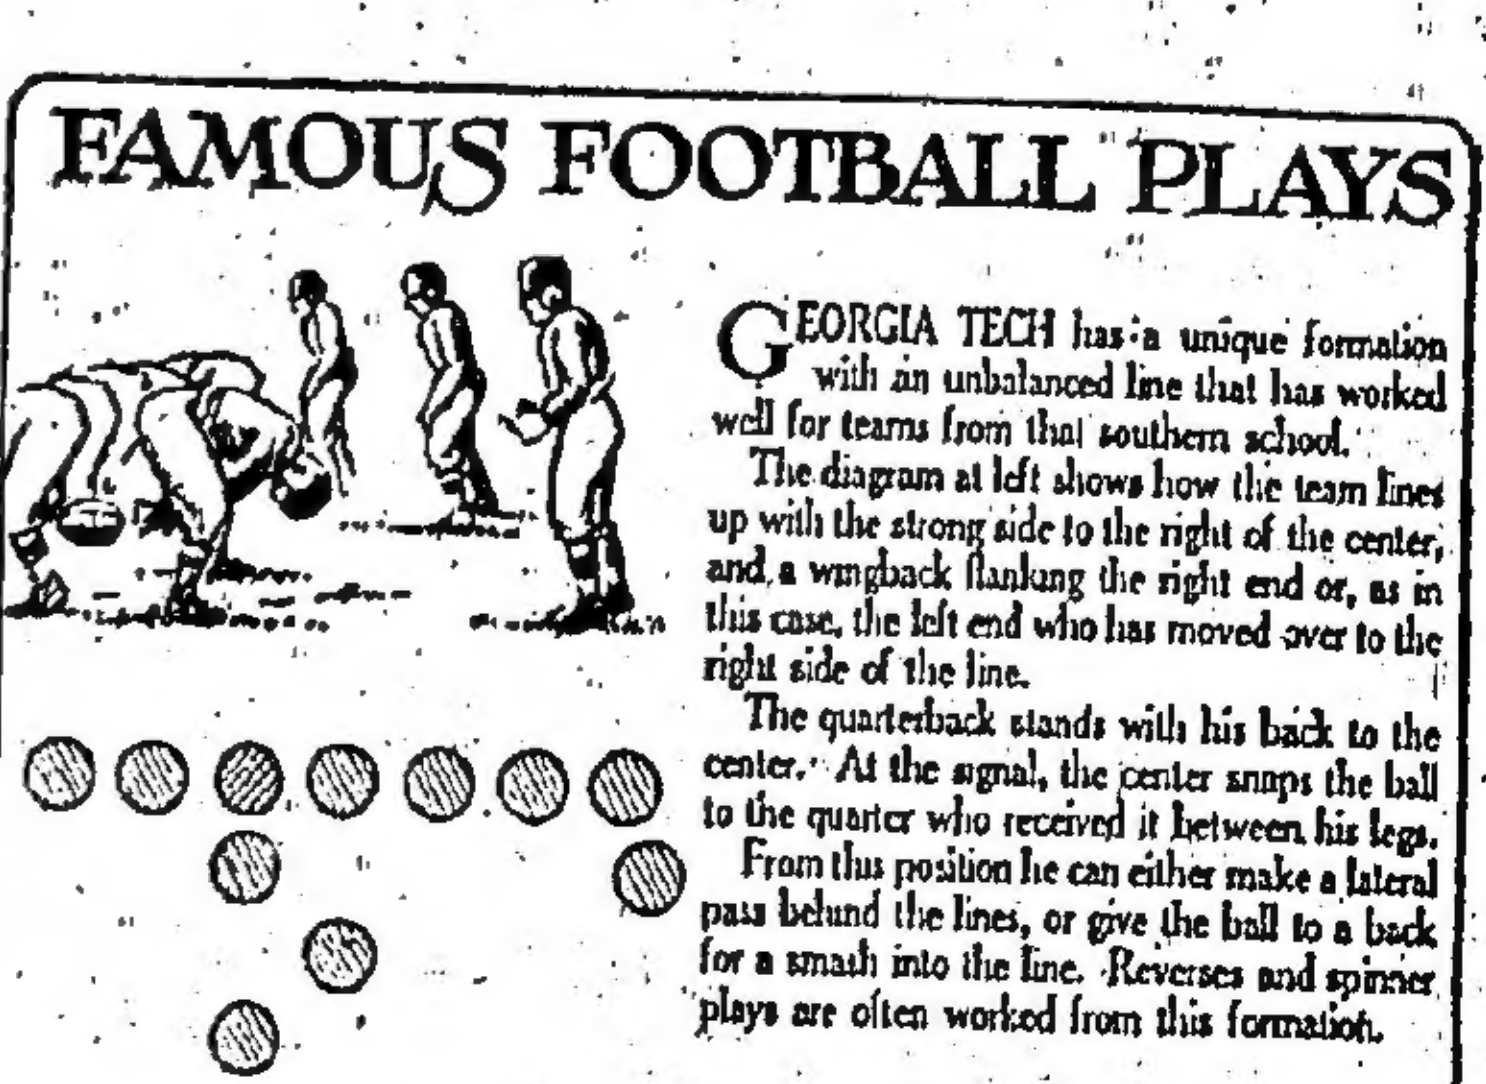 FAMOUS FOOTBALL PLAYS
GEORGIA TECH has a unique formation
with an unbalanced line that has worked
well for teams from that southern school.
The diagram at left shows how the team lines
up with the strong side to the right of the center,
and, a wingback flanking the right end or, as in
this case, the left end who has moved over to the
right side of the line.
The quarterback stands with his back to the
center. At the signal, the center snaps the ball
to the quarter who received it between his legs.
From this position he can either make a lateral
pass behind the lines, or give the ball to a back
for a smash into the line. Reverses and spinner
plays are often worked from this formation.